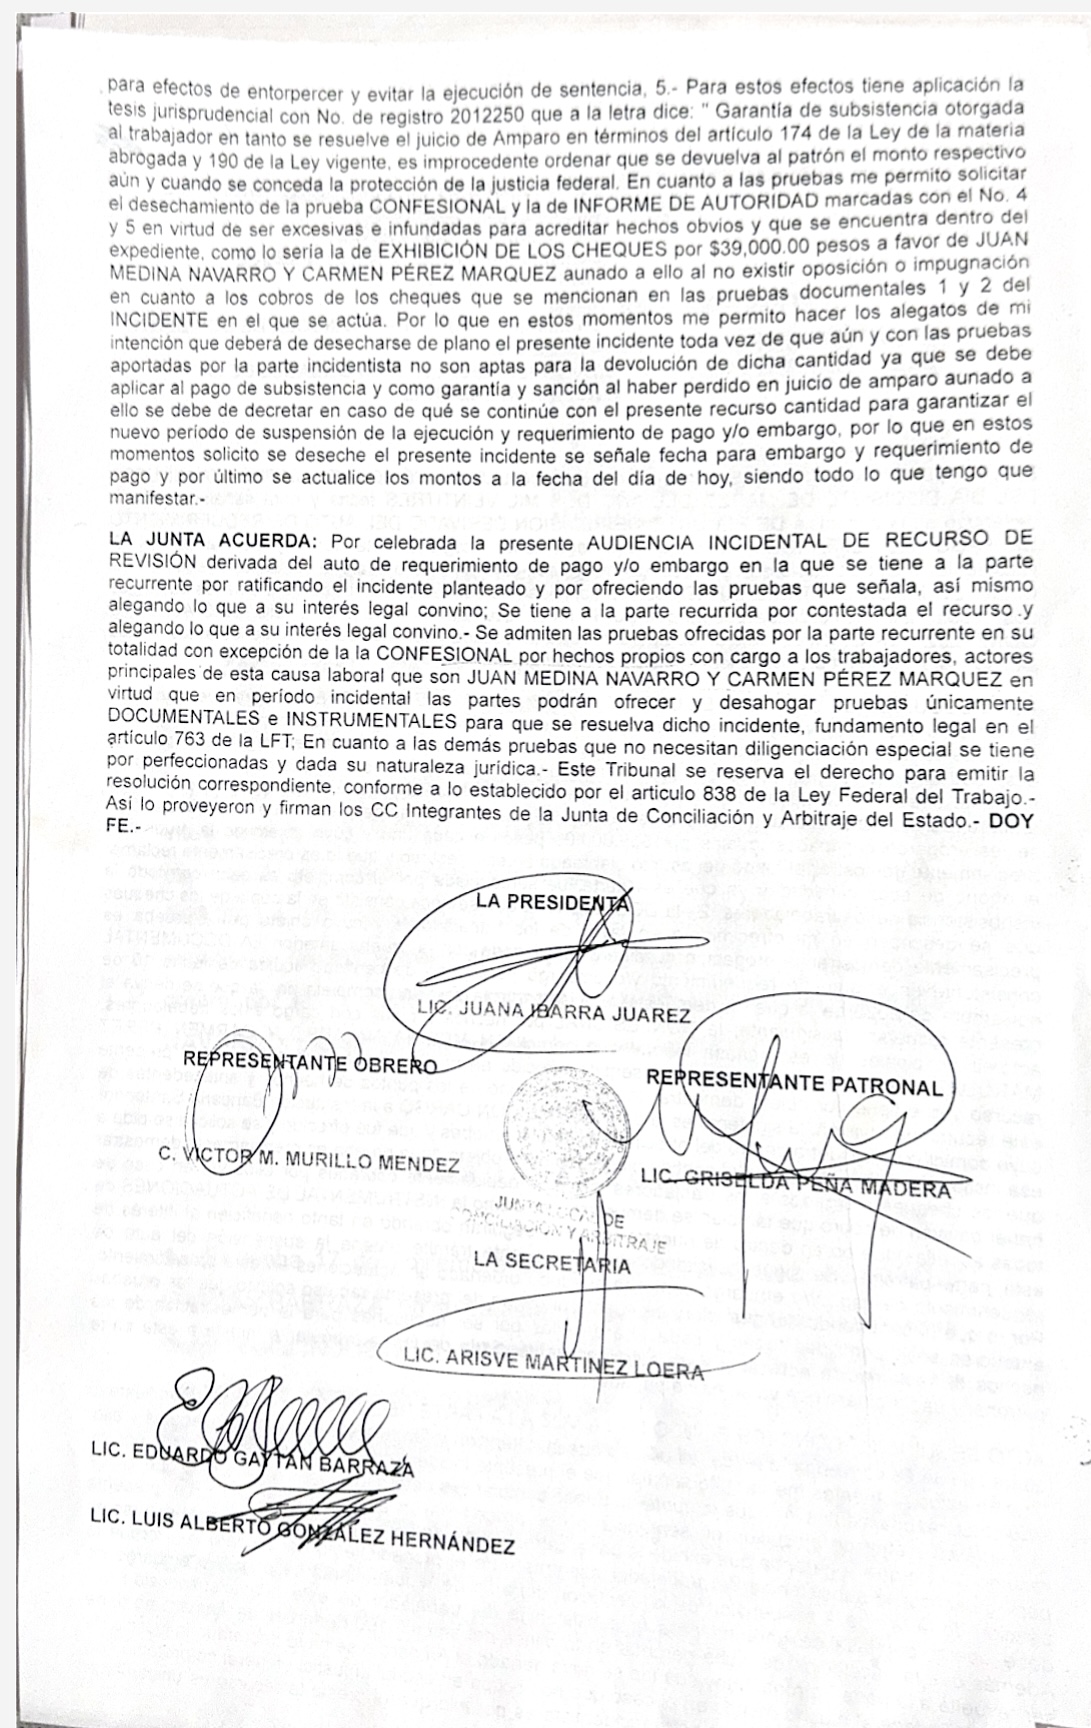 para efectos de entorpercer y evitar la ejecución de sentencia, 5.- Para estos efectos tiene aplicación la
tesis jurisprudencial con No. de registro 2012250 que a la letra dice: " Garantía de subsistencia otorgada
al trabajador en tanto se resuelve el juicio de Amparo en términos del artículo 174 de la Ley de la materia
abrogada y 190 de la Ley vigente, es improcedente ordenar que se devuelva al patrón el monto respectivo
aún y cuando se conceda la protección de la justicia federal. En cuanto a las pruebas me permito solicitar
el desechamiento de la prueba CONFESIONAL y la de INFORME DE AUTORIDAD marcadas con el No. 4
y 5 en virtud de ser excesivas e infundadas para acreditar hechos obvios y que se encuentra dentro del
expediente, como lo sería la de EXHIBICIÓN DE LOS CHEQUES por $39,000.00 pesos a favor de JUAN
MEDINA NAVARRO Y CARMEN PÉREZ MARQUEZ aunado a ello al no existir oposición o impugnación
en cuanto a los cobros de los cheques que se mencionan en las pruebas documentales 1 y 2 del
INCIDENTE en el que se actúa. Por lo que en estos momentos me permito hacer los alegatos de mi
intención que deberá de desecharse de plano el presente incidente toda vez de que aún y con las pruebas
aportadas por la parte incidentista no son aptas para la devolución de dicha cantidad ya que se debe
aplicar al pago de subsistencia y como garantía y sanción al haber perdido en juicio de amparo aunado a
ello se debe de decretar en caso de qué se continúe con el presente recurso cantidad para garantizar el
nuevo período de suspensión de la ejecución y requerimiento de pago y/o embargo, por lo que en estos
momentos solicito se deseche el presente incidente se señale fecha para embargo y requerimiento de
pago y por último se actualice los montos a la fecha del día de hoy, siendo todo lo que tengo que
manifestar.-
LA JUNTA ACUERDA: Por celebrada la presente AUDIENCIA INCIDENTAL DE RECURSO DE
REVISIÓN derivada del auto de requerimiento de pago y/o embargo en la que se tiene a la parte
recurrente por ratificando el incidente planteado y por ofreciendo las pruebas que señala, así mismo
alegando lo que a su interés legal convino; Se tiene a la parte recurrida por contestada el recurso y
alegando lo que a su interés legal convino.- Se admiten las pruebas ofrecidas por la parte recurrente en su
totalidad con excepción de la la CONFESIONAL por hechos propios con cargo a los trabajadores, actores
principales de esta causa laboral que son JUAN MEDINA NAVARRO Y CARMEN PÉREZ MARQUEZ en
virtud que en período incidental las partes podrán ofrecer y desahogar pruebas únicamente
DOCUMENTALES e INSTRUMENTALES para que se resuelva dicho incidente, fundamento legal en el
artículo 763 de la LFT; En cuanto a las demás pruebas que no necesitan diligenciación especial se tiene
por perfeccionadas y dada su naturaleza jurídica.- Este Tribunal se reserva el derecho para emitir la
resolución correspondiente, conforme a lo establecido por el articulo 838 de la Ley Federal del Trabajo.-
Así lo proveyeron y firman los CC Integrantes de la Junta de Conciliación y Arbitraje del Estado.- DOY
FE.-
LA PRESIDENTA
LIC. JUANA IBARRA JUAREZ
REPRESENTANTE OBRERO
REPRESENTANTE PATRONAL
C. VICTOR M. MURILLO MENDEZ
LIC. GRISELDA PEÑA MADERA
JUNTA LOCAL DE
CONCILIACION Y ARBITRAJE
LA SECRETARIA
LIC. ARISVE MARTINEZ LOERA
LIC. EDUARDO GAYTAN BARRAZA
LIC. LUIS ALBERTO GONZALEZ HERNÁNDEZ